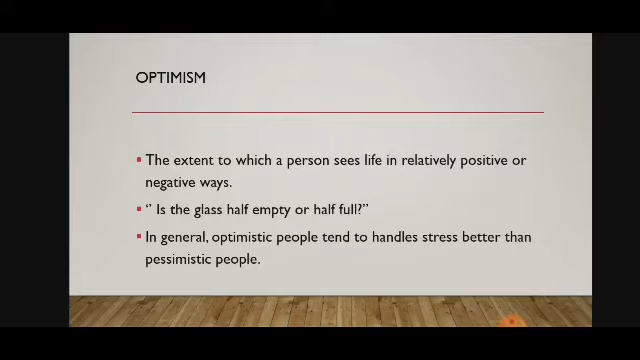 OPTIMISM
The extent to which a person sees life in relatively positive or
negative ways.
‘’ Is the glass half empty or half full?”
In general, optimistic people tend to handles stress better than
pessimistic people.